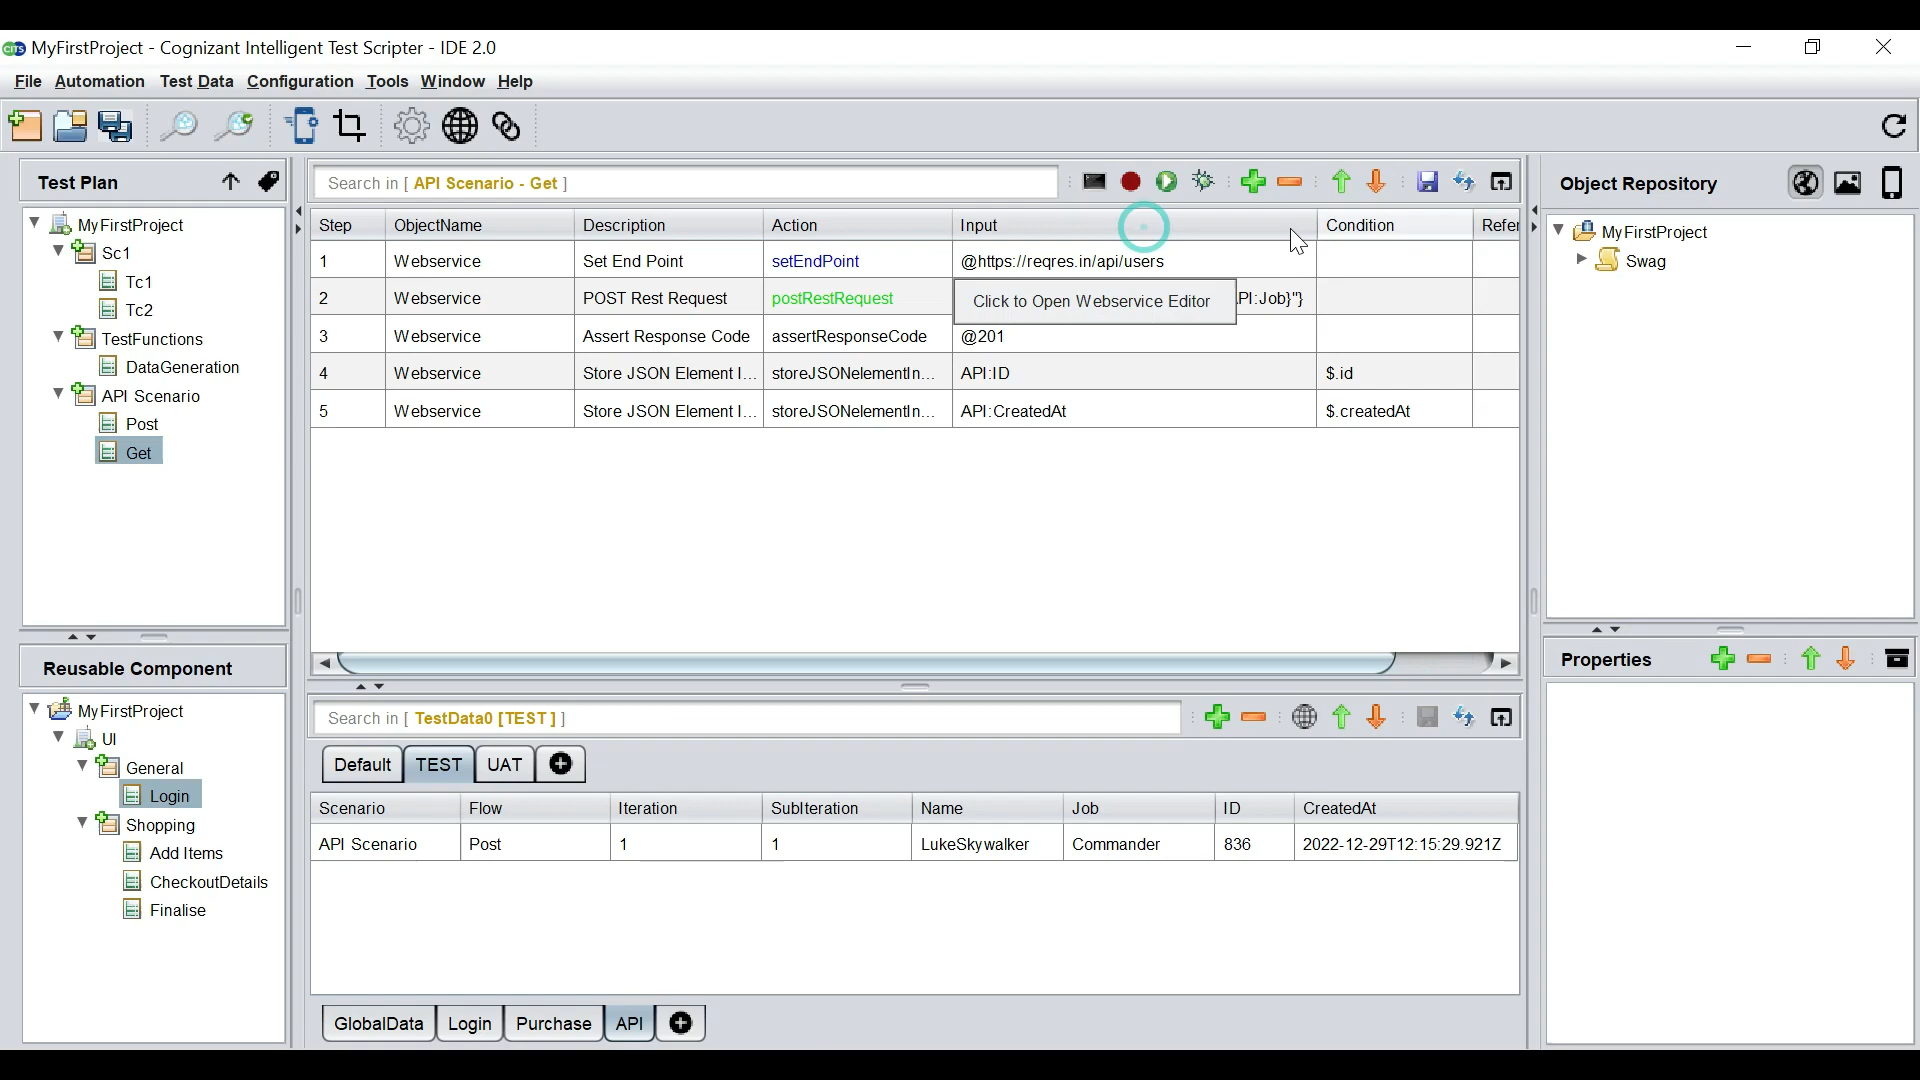 MyFirstProject - Cognizant Intelligent Test Scripter - IDE 2.0
File Automation Test Data Configuration Tools Window Help
Test Plan
MyFirstProject
Sc1
Tc1
Tc2
TestFunctions
DataGeneration
API Scenario
Post
Get
Reusable Component
MyFirstProject
UI
General
Login
Shopping
Add Items
CheckoutDetails
Finalise
Search in [ API Scenario - Get ]
Step ObjectName Description Action Input Condition Refer
1 Webservice Set End Point setEndPoint @https://reqres.in/api/users
2 Webservice POST Rest Request postRestRequest PI:Job}"}
Click to Open Webservice Editor
3 Webservice Assert Response Code assertResponseCode @201
4 Webservice Store JSON Element I... storeJSONelementIn... API:ID $.id
5 Webservice Store JSON Element I... storeJSONelementIn... API:CreatedAt $.createdAt
Search in [ TestData0 [TEST] ]
Default TEST UAT
Scenario Flow Iteration SubIteration Name Job ID CreatedAt
API Scenario Post 1 1 LukeSkywalker Commander 836 2022-12-29T12:15:29.921Z
GlobalData Login Purchase API
Object Repository
MyFirstProject
Swag
Properties